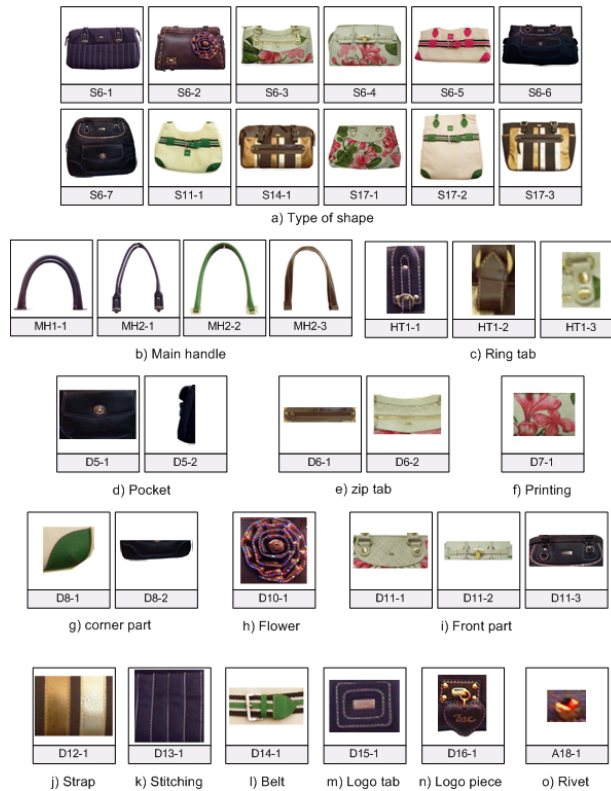 S6-1 S6-2 S6-3 S6-4 S6-5 S6-6
S6-7 S11-1 S14-1 S17-1 S17-2 S17-3
a) Type of shape
MH1-1 MH2-1 MH2-2 MH2-3 HT1-1 HT1-2 HT1-3
b) Main handle c) Ring tab
D5-1 D5-2 D6-1 D6-2 D7-1
d) Pocket e) zip tab f) Printing
D8-1 D8-2 D10-1 D11-1 D11-2 D11-3
g) corner part h) Flower i) Front part
D12-1 D13-1 D14-1 D15-1 D16-1 A18-1
j) Strap k) Stitching l) Belt m) Logo tab n) Logo piece o) Rivet